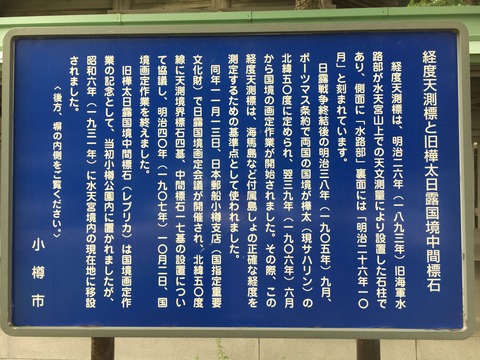 経度天測標と旧樺太日露国境中間標石
経度天測標は、明治二六年(一八九三年)旧海軍水
路部が水天宮山上での天文測量により設置した石柱で
あり、側面に「水路部」裏面には「明治二十六年一〇
月」と刻まれています。
日露戦争終結後の明治三八年(一九〇五年)九月、
ポーツマス条約で両国の国境が樺太(現サハリン)の
北緯五〇度に定められ、翌三九年(一九〇六年)六月
から国境の画定作業が開始されました。その際、この
経度天測標は、海馬島など付属島しょの正確な経度を
測定するための基準点として使われました。
同年一一月一三日、日本郵船小樽支店(国指定重要
文化財)で日露国境画定会議が開催され、北緯五〇度
線に天測境界標石四基、中間標石一七基の設置につい
て協議し、明治四〇年(一九〇七年)一〇月二日、国
境画定作業を終えました。
旧樺太日露国境中間標石(レプリカ)は国境画定作
業の記念として、当初小樽公園内に置かれましたが、
昭和六年(一九三一年)に水天宮境内の現在地に移設
されました。
〈後方、塀の内側をご覧ください。〉
小樽市